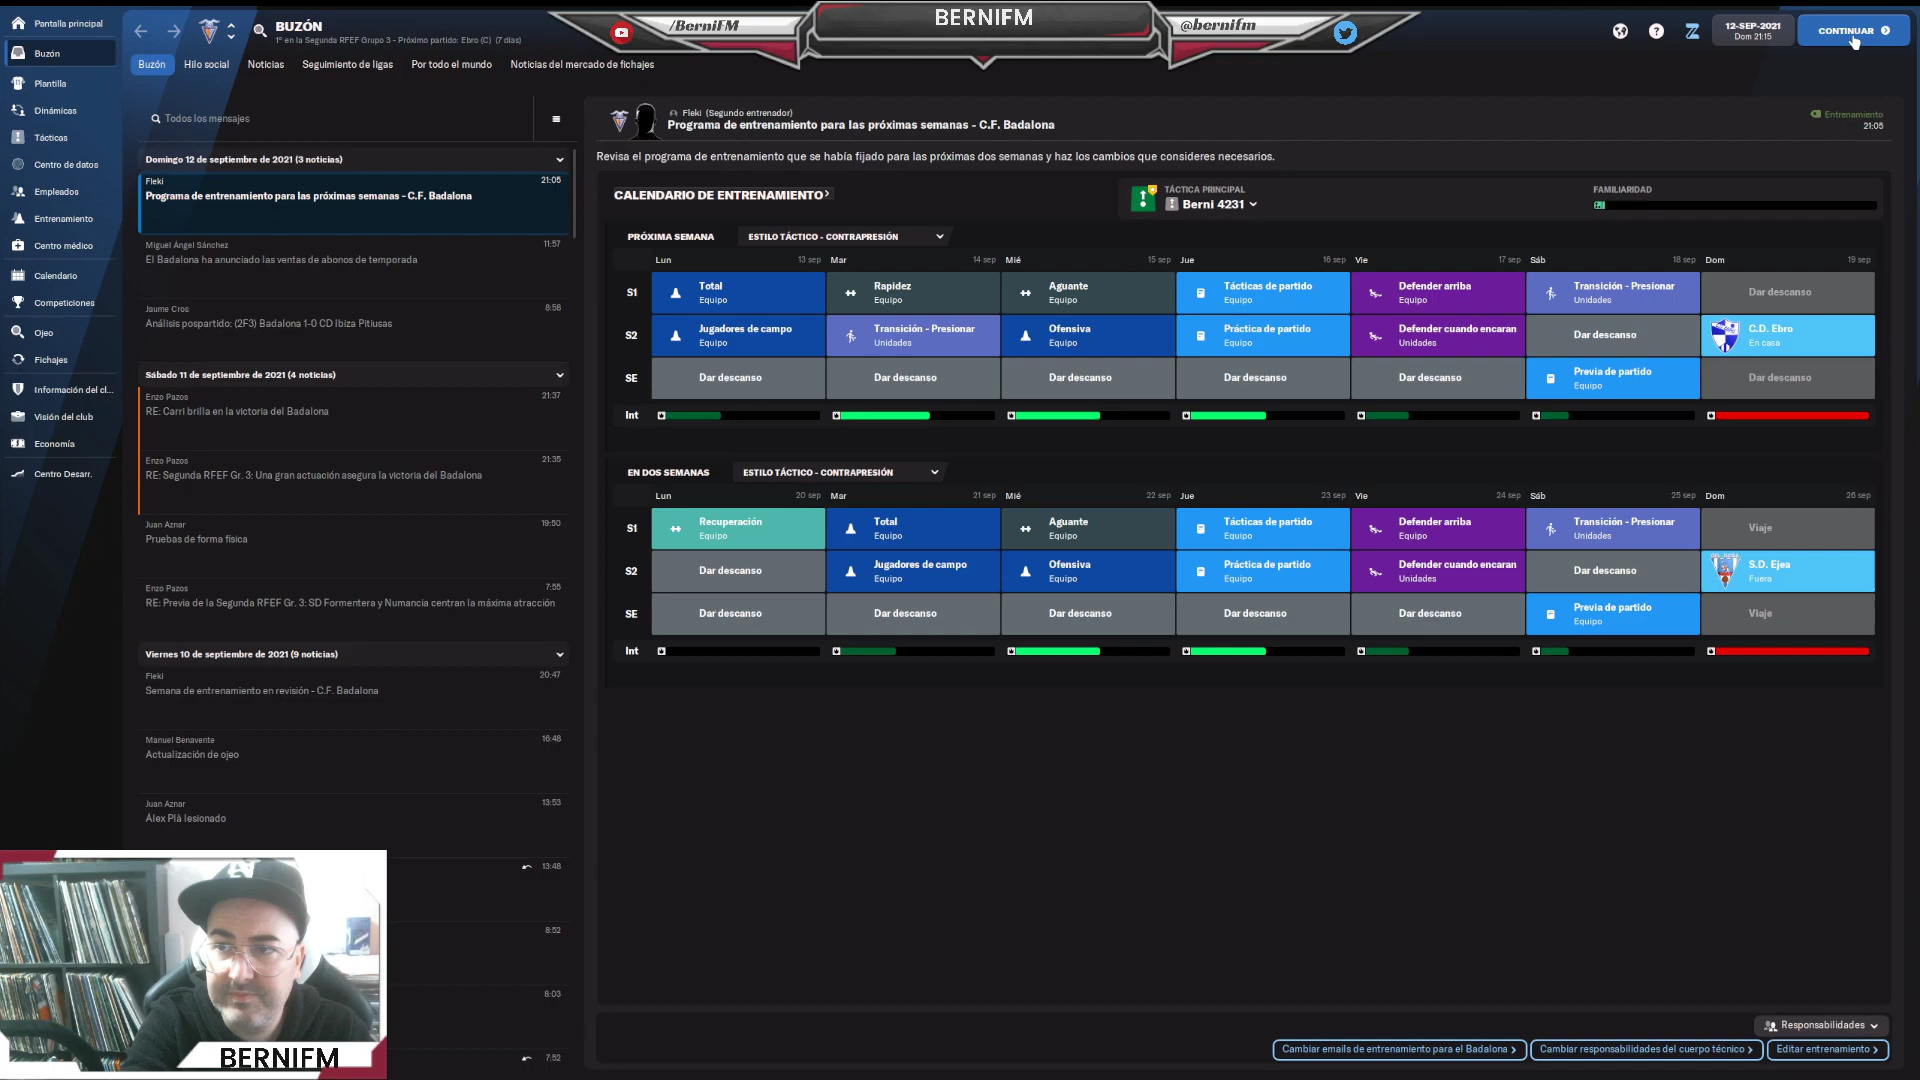 BERNIFM
/BerniFM
@bernifm
Pantalla principal
Buzón
Plantilla
Dinámicas
Tácticas
Centro de datos
Empleados
Entrenamiento
Centro médico
Calendario
Competiciones
Ojeo
Fichajes
Información del cl...
Visión del club
Economía
Centro Desarr.
BUZÓN
1º en la Segunda RFEF Grupo 3 - Próximo partido: Ebro (C) (7 días)
12-SEP-2021
Dom 21:15
CONTINUAR
Buzón Hilo social Noticias Seguimiento de ligas Por todo el mundo Noticias del mercado de fichajes
Todos los mensajes
Domingo 12 de septiembre de 2021 (3 noticias)
Fleki 21:05
Programa de entrenamiento para las próximas semanas - C.F. Badalona
Miguel Ángel Sánchez 11:57
El Badalona ha anunciado las ventas de abonos de temporada
Jaume Cros 8:58
Análisis pospartido: (2F3) Badalona 1-0 CD Ibiza Pitiusas
Sábado 11 de septiembre de 2021 (4 noticias)
Enzo Pazos 21:37
RE: Carri brilla en la victoria del Badalona
Enzo Pazos 21:35
RE: Segunda RFEF Gr. 3: Una gran actuación asegura la victoria del Badalona
Juan Aznar 19:50
Pruebas de forma física
Enzo Pazos 7:55
RE: Previa de la Segunda RFEF Gr. 3: SD Formentera y Numancia centran la máxima atracción
Viernes 10 de septiembre de 2021 (9 noticias)
Fleki 20:47
Semana de entrenamiento en revisión - C.F. Badalona
Manuel Benavente 16:48
Actualización de ojeo
Juan Aznar 13:53
Álex Plà lesionado
13:48
8:52
8:03
7:52
Fleki (Segundo entrenador)
Programa de entrenamiento para las próximas semanas - C.F. Badalona
Entrenamiento
21:05
Revisa el programa de entrenamiento que se había fijado para las próximas dos semanas y haz los cambios que consideres necesarios.
CALENDARIO DE ENTRENAMIENTO
TÁCTICA PRINCIPAL
Berni 4231
FAMILIARIDAD
PRÓXIMA SEMANA ESTILO TÁCTICO - CONTRAPRESIÓN
Lun 13 sep Mar 14 sep Mié 15 sep Jue 16 sep Vie 17 sep Sáb 18 sep Dom 19 sep
S1 Total Rapidez Aguante Tácticas de partido Defender arriba Transición - Presionar Dar descanso
Equipo Equipo Equipo Equipo Equipo Unidades
S2 Jugadores de campo Transición - Presionar Ofensiva Práctica de partido Defender cuando encaran Dar descanso C.D. Ebro
Equipo Unidades Equipo Equipo Unidades En casa
SE Dar descanso Dar descanso Dar descanso Dar descanso Dar descanso Previa de partido Dar descanso
Equipo
Int
EN DOS SEMANAS ESTILO TÁCTICO - CONTRAPRESIÓN
Lun 20 sep Mar 21 sep Mié 22 sep Jue 23 sep Vie 24 sep Sáb 25 sep Dom 26 sep
S1 Recuperación Total Aguante Tácticas de partido Defender arriba Transición - Presionar Viaje
Equipo Equipo Equipo Equipo Equipo Unidades
S2 Dar descanso Jugadores de campo Ofensiva Práctica de partido Defender cuando encaran Dar descanso S.D. Ejea
Equipo Equipo Equipo Unidades Fuera
SE Dar descanso Dar descanso Dar descanso Dar descanso Dar descanso Previa de partido Viaje
Equipo
Int
Responsabilidades
Cambiar emails de entrenamiento para el Badalona
Cambiar responsabilidades del cuerpo técnico
Editar entrenamiento
BERNIFM